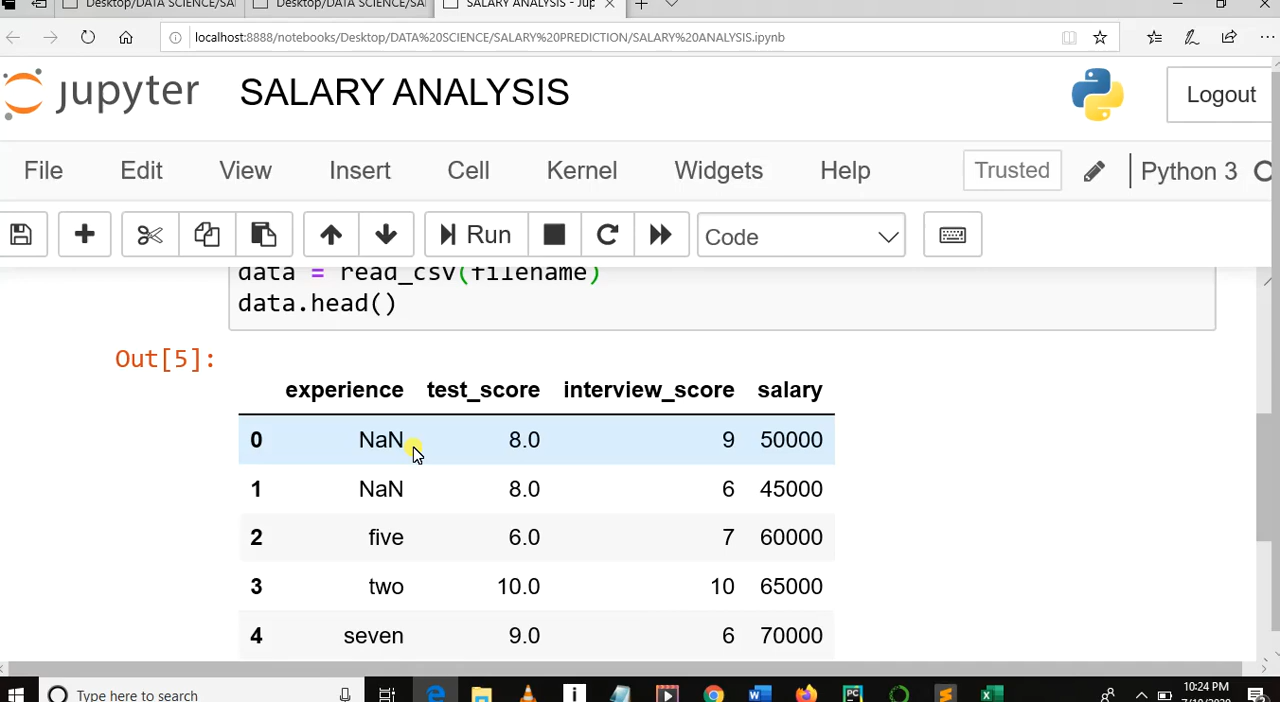 Desktop/DATA SCIENCE/SA
Desktop/DATA SCIENCE/SA
SALARY ANALYSIS - Jup
localhost:8888/notebooks/Desktop/DATA%20SCIENCE/SALARY%20PREDICTION/SALARY%20ANALYSIS.ipynb
jupyter SALARY ANALYSIS Logout
File Edit View Insert Cell Kernel Widgets Help Trusted Python 3
Run Code
data = read_csv(filename)
data.head()
Out[5]:
experience test_score interview_score salary
0 NaN 8.0 9 50000
1 NaN 8.0 6 45000
2 five 6.0 7 60000
3 two 10.0 10 65000
4 seven 9.0 6 70000
Type here to search
10:24 PM